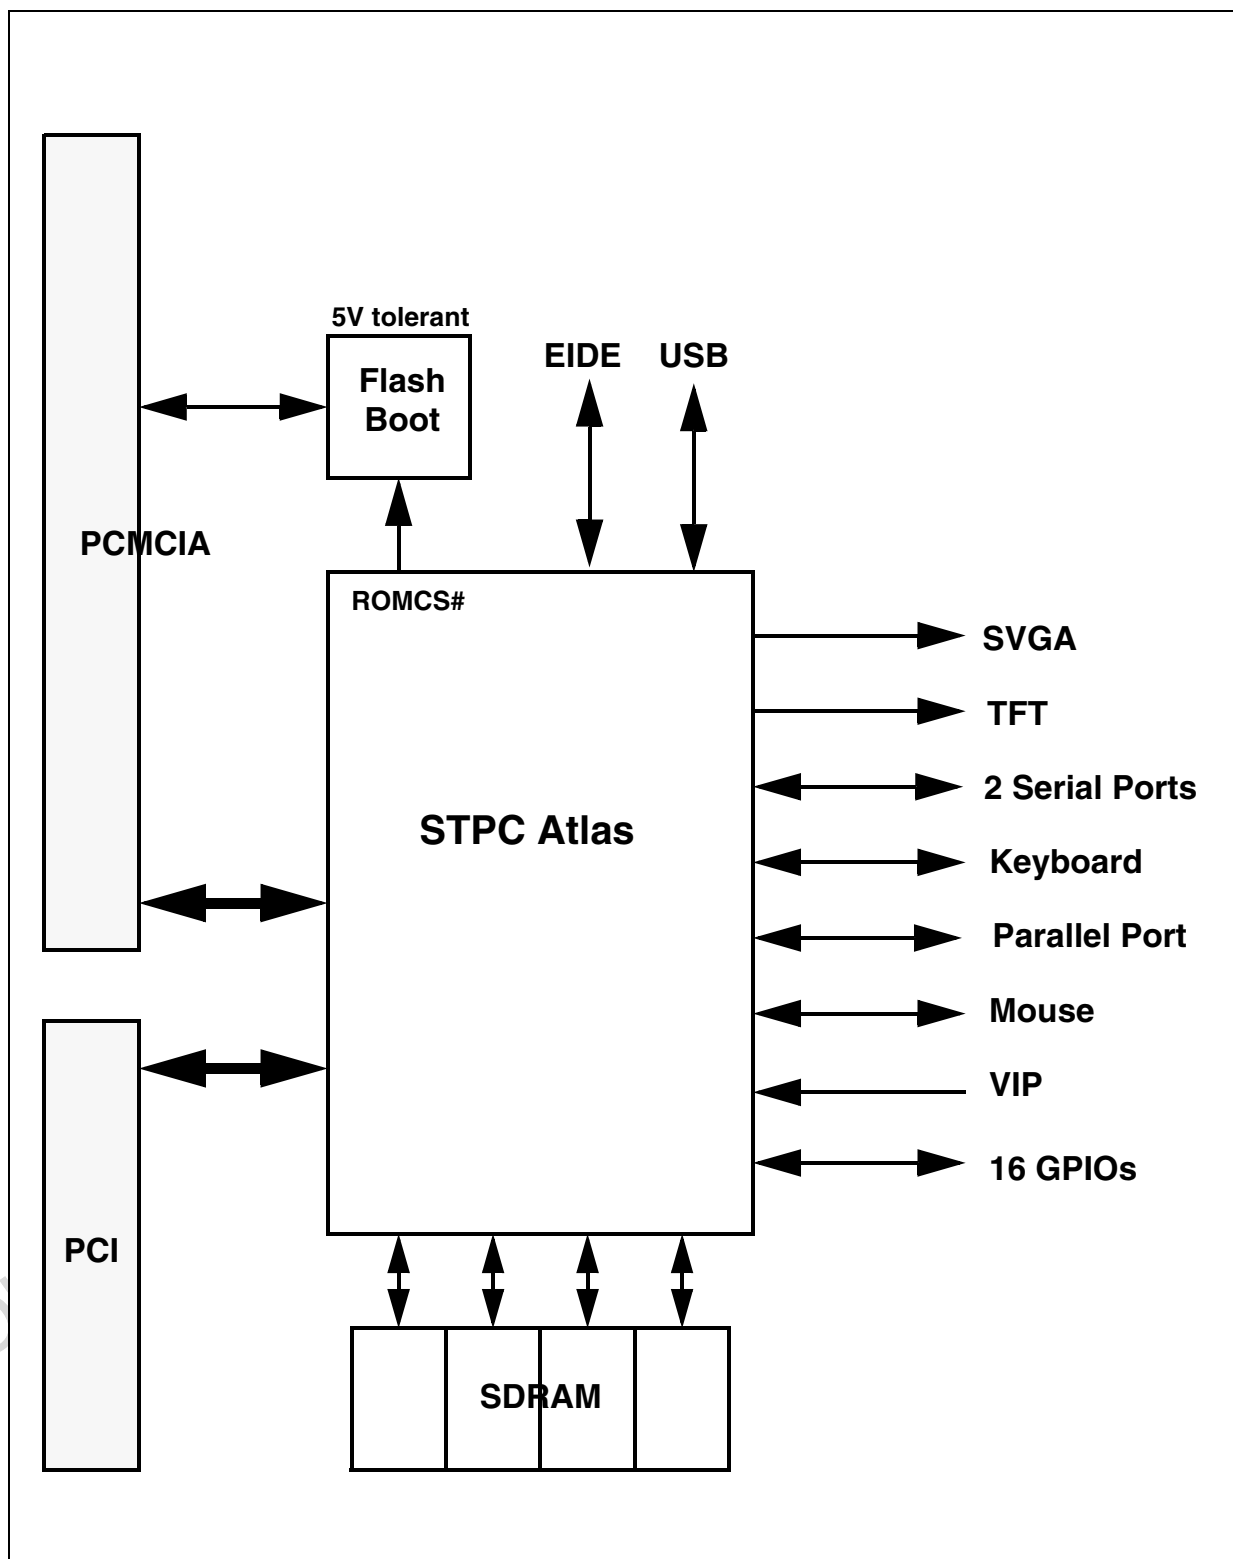 5V tolerant
Flash
Boot
EIDE
USB
PCMCIA
ROMCS#
SVGA
TFT
2 Serial Ports
STPC Atlas
Keyboard
Parallel Port
Mouse
VIP
16 GPIOs
PCI
SDRAM